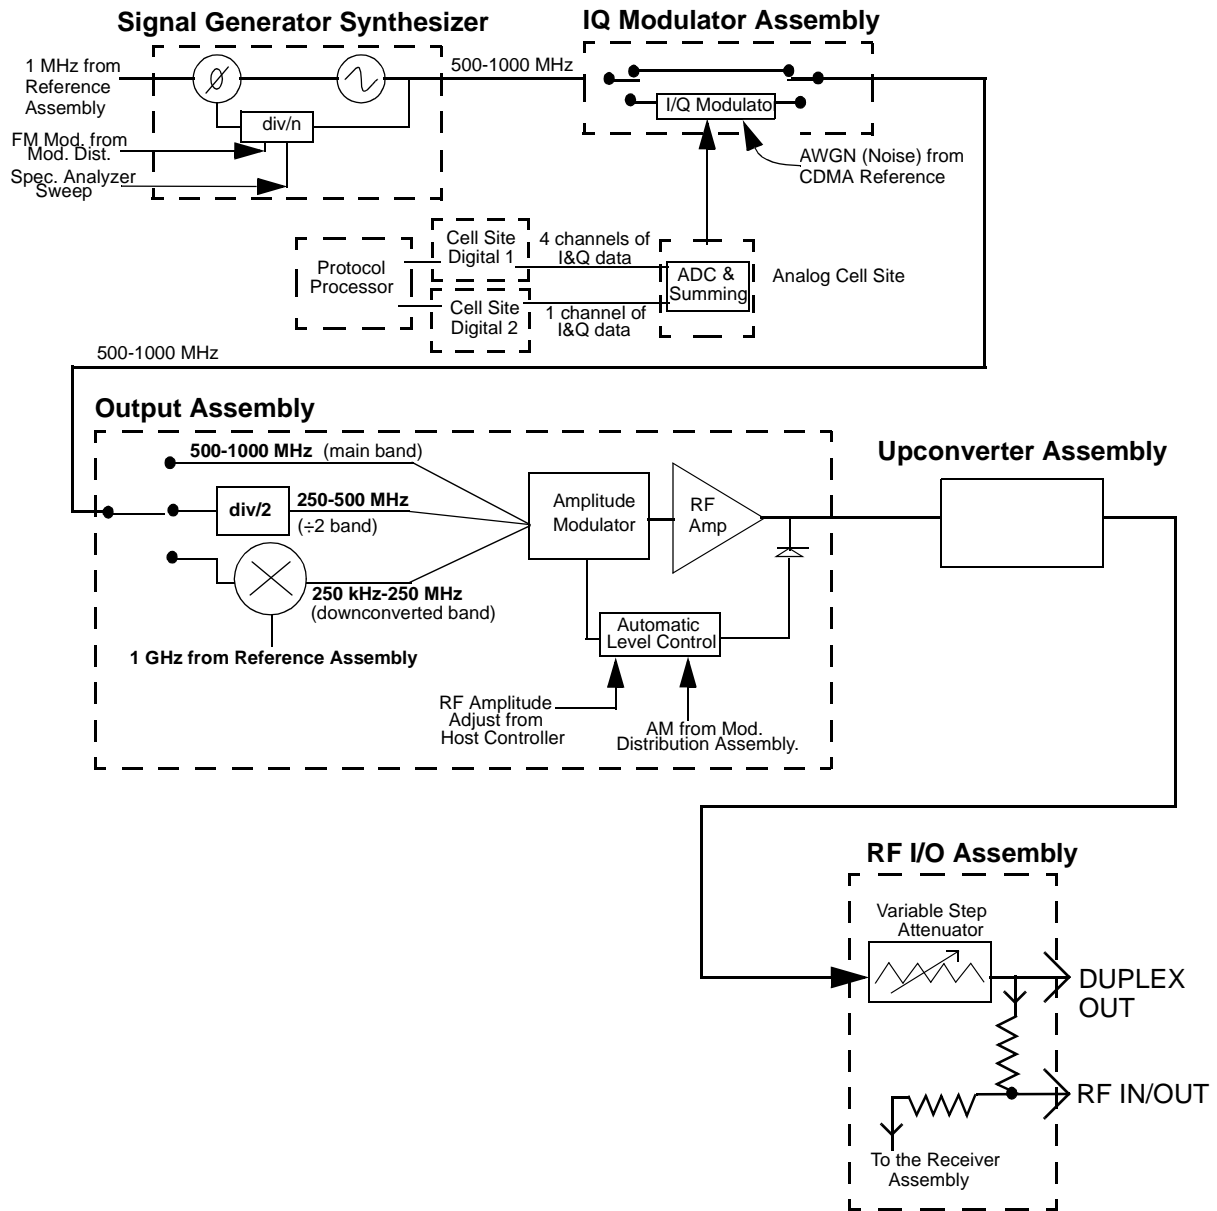 Signal Generator Synthesizer
IQ Modulator Assembly
1 MHz from
Reference
Assembly
500-1000 MHz
I/Q Modulato
div/n
FM Mod. from
Mod. Dist.
Spec. Analyzer
Sweep
AWGN (Noise) from
CDMA Reference
Protocol
Processor
Cell Site
Digital 1
4 channels of
I&Q data
Cell Site
Digital 2
1 channel of
I&Q data
ADC &
Summing
Analog Cell Site
500-1000 MHz
Output Assembly
500-1000 MHz (main band)
div/2
250-500 MHz
(÷2 band)
250 kHz-250 MHz
(downconverted band)
1 GHz from Reference Assembly
Amplitude
Modulator
RF
Amp
Automatic
Level Control
RF Amplitude
Adjust from
Host Controller
AM from Mod.
Distribution Assembly.
Upconverter Assembly
RF I/O Assembly
Variable Step
Attenuator
DUPLEX
OUT
RF IN/OUT
To the Receiver
Assembly